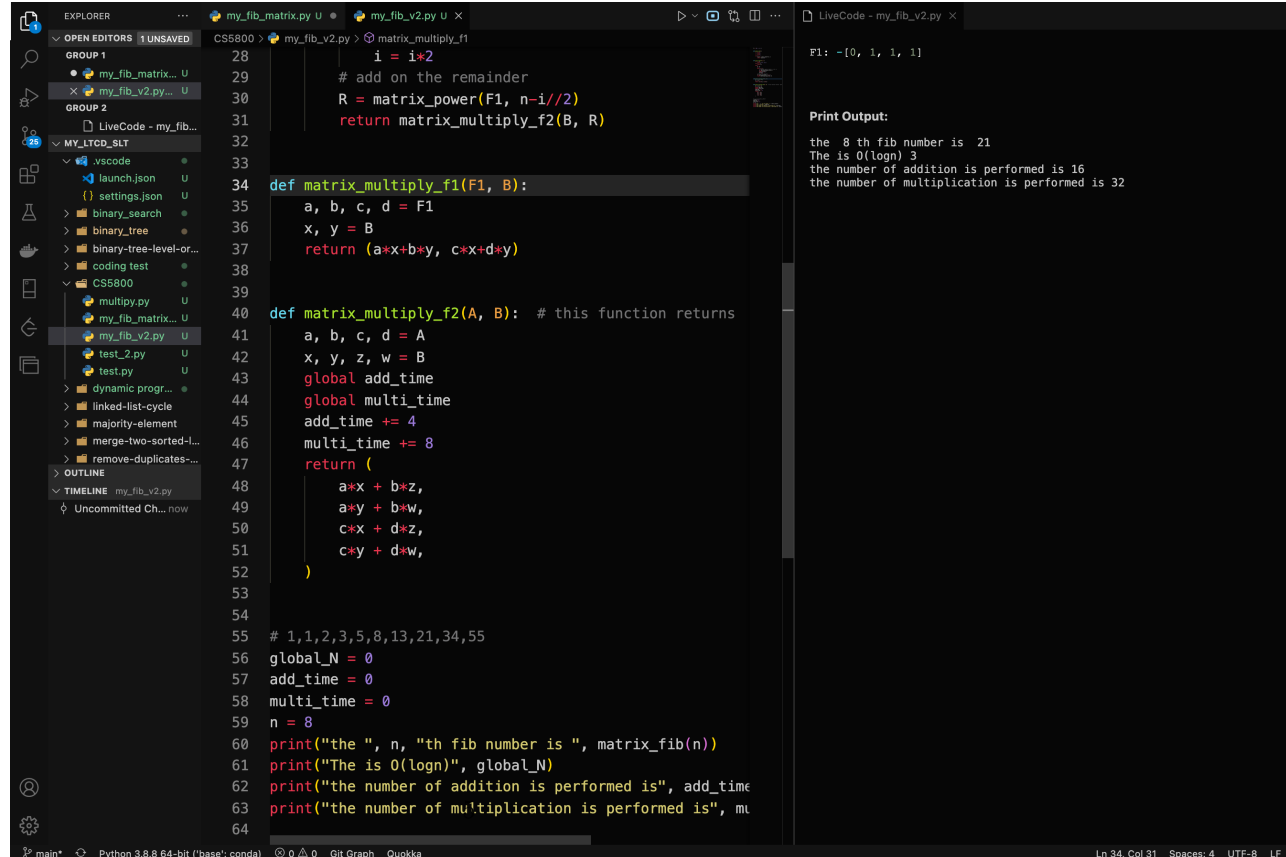 EXPLORER ...
OPEN EDITORS 1 UNSAVED
GROUP 1
my_fib_matrix... U
my_fib_v2.py... U
GROUP 2
LiveCode - my_fib...
MY_LTCD_SLT
.vscode
launch.json U
settings.json U
binary_search
binary_tree
binary-tree-level-or...
coding test
CS5800
multipy.py U
my_fib_matrix... U
my_fib_v2.py U
test_2.py U
test.py U
dynamic progr...
linked-list-cycle
majority-element
merge-two-sorted-l...
remove-duplicates-...
OUTLINE
TIMELINE my_fib_v2.py
Uncommitted Ch... now
1
25
my_fib_matrix.py U
my_fib_v2.py U
CS5800 > my_fib_v2.py > matrix_multiply_f1
28 i = i*2
29 # add on the remainder
30 R = matrix_power(F1, n-i//2)
31 return matrix_multiply_f2(B, R)
32
33
34 def matrix_multiply_f1(F1, B):
35 a, b, c, d = F1
36 x, y = B
37 return (a*x+b*y, c*x+d*y)
38
39
40 def matrix_multiply_f2(A, B): # this function returns
41 a, b, c, d = A
42 x, y, z, w = B
43 global add_time
44 global multi_time
45 add_time += 4
46 multi_time += 8
47 return (
48 a*x + b*z,
49 a*y + b*w,
50 c*x + d*z,
51 c*y + d*w,
52 )
53
54
55 # 1,1,2,3,5,8,13,21,34,55
56 global_N = 0
57 add_time = 0
58 multi_time = 0
59 n = 8
60 print("the ", n, "th fib number is ", matrix_fib(n))
61 print("The is O(logn)", global_N)
62 print("the number of addition is performed is", add_time
63 print("the number of multiplication is performed is", mu
64
LiveCode - my_fib_v2.py
F1: -[0, 1, 1, 1]
Print Output:
the 8 th fib number is 21
The is O(logn) 3
the number of addition is performed is 16
the number of multiplication is performed is 32
main* Python 3.8.8 64-bit ('base': conda) 0 0 Git Graph Quokka Ln 34, Col 31 Spaces: 4 UTF-8 LF